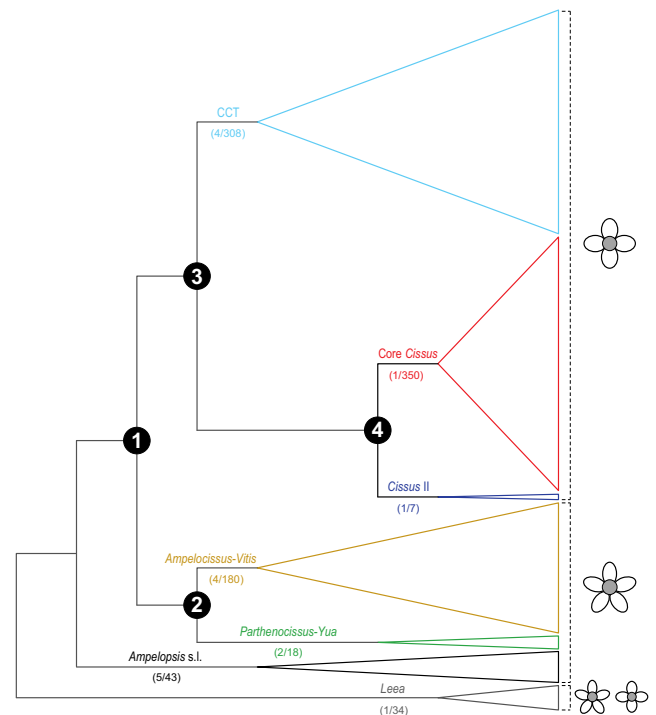 CCT
(4/308)
3
Core Cissus
(1/350)
4
1
Cissus II
(1/7)
Ampelocissus-Vitis
(4/180)
2
Parthenocissus-Yua
(2/18)
Ampelopsis s.l.
(5/43)
Leea
(1/34)